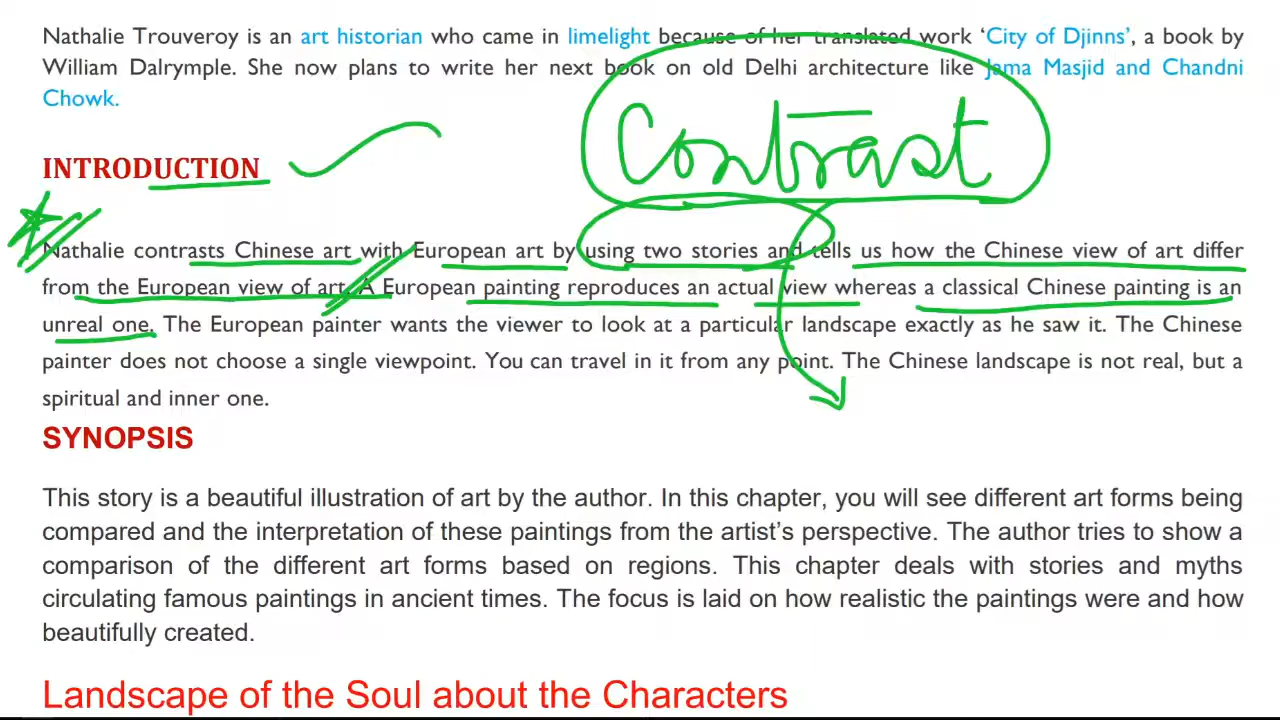 Nathalie Trouveroy is an art historian who came in limelight because of her translated work ‘City of Djinns’, a book by
William Dalrymple. She now plans to write her next book on old Delhi architecture like Jama Masjid and Chandni
Chowk.
Contrast
INTRODUCTION
Nathalie contrasts Chinese art with European art by using two stories and tells us how the Chinese view of art differ
from the European view of art. A European painting reproduces an actual view whereas a classical Chinese painting is an
unreal one. The European painter wants the viewer to look at a particular landscape exactly as he saw it. The Chinese
painter does not choose a single viewpoint. You can travel in it from any point. The Chinese landscape is not real, but a
spiritual and inner one.
SYNOPSIS
This story is a beautiful illustration of art by the author. In this chapter, you will see different art forms being
compared and the interpretation of these paintings from the artist’s perspective. The author tries to show a
comparison of the different art forms based on regions. This chapter deals with stories and myths
circulating famous paintings in ancient times. The focus is laid on how realistic the paintings were and how
beautifully created.
Landscape of the Soul about the Characters